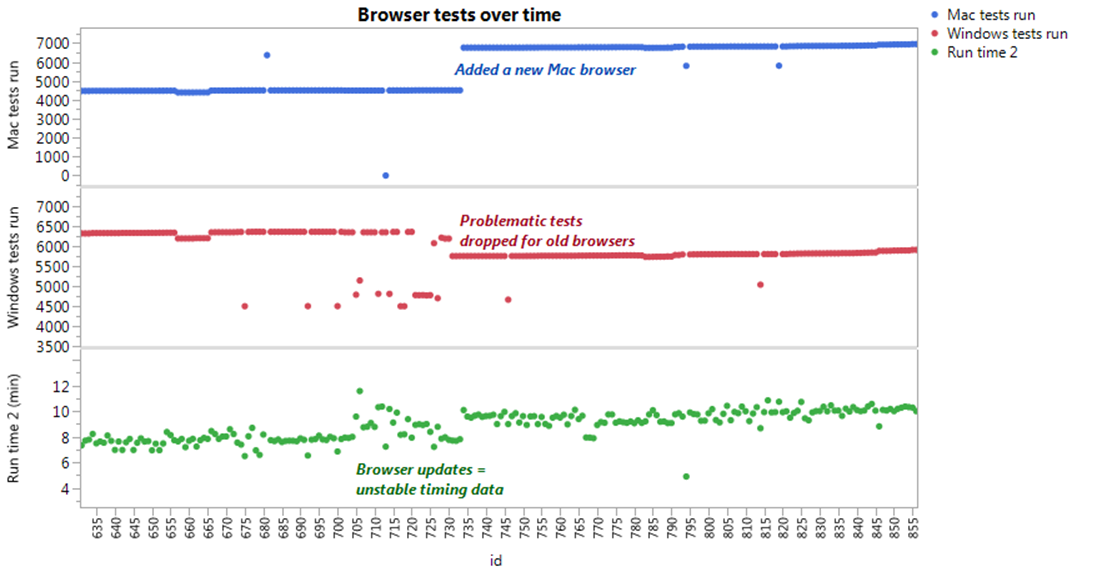 Browser tests over time
Mac tests run
Windows tests run
Run time 2
Mac tests run
7000
6000
5000
4000
3000
2000
1000
0
Added a new Mac browser
Windows tests run
7000
6500
6000
5500
5000
4500
4000
3500
Problematic tests
dropped for old browsers
Run time 2 (min)
12
10
8
6
4
Browser updates =
unstable timing data
635 640 645 650 655 660 665 670 675 680 685 690 695 700 705 710 715 720 725 730 735 740 745 750 755 760 765 770 775 780 785 790 795 800 805 810 815 820 825 830 835 840 845 850 855
id